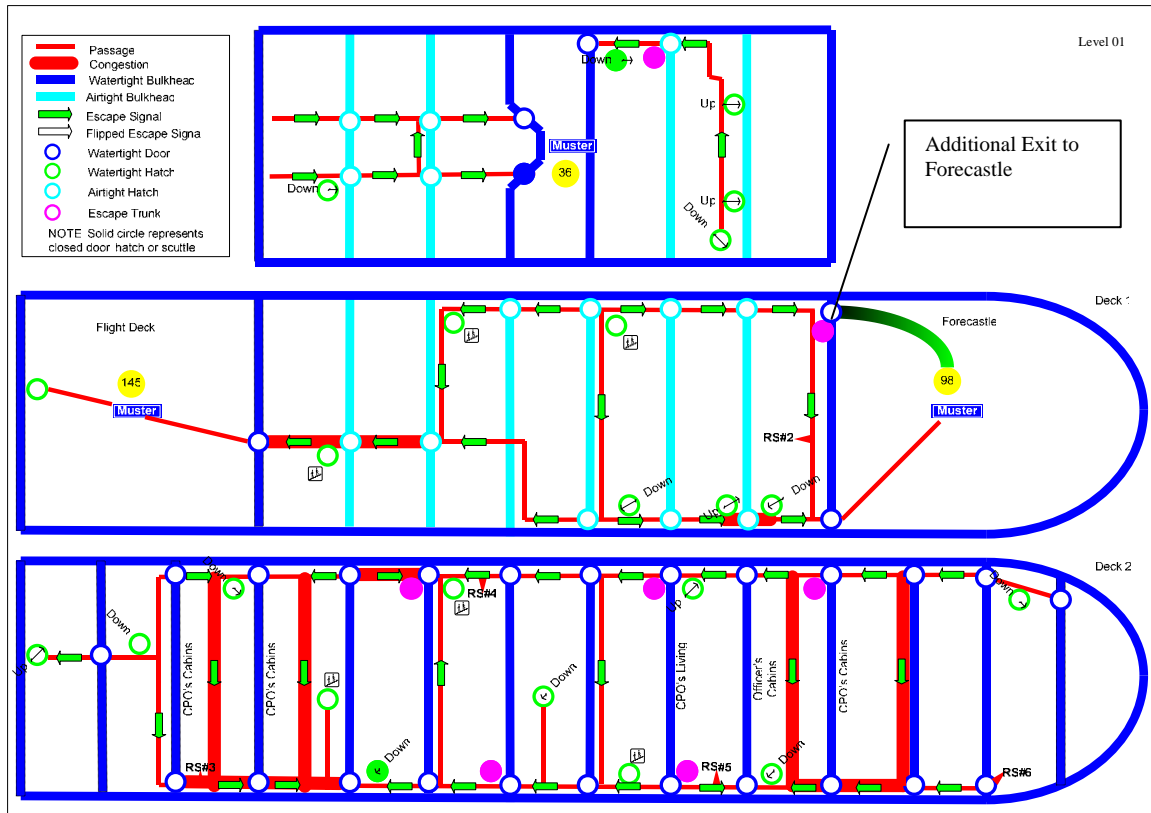 Level 01
Passage
Congestion
Watertight Bulkheac
Airtight Bulkheac
Escape Signal
Flipped Escape Signa
Watertight Door
Watertight Hatch
Airtight Hatch
Escape Trunk
NOTE Solid circle represents
closed door hatch or scuttle
Down
Down
Up
Up
Down
Muster
36
Additional Exit to
Forecastle
Deck 1
Flight Deck
Forecastle
145
Muster
98
Muster
RS#2
Down
Up
Down
Deck 2
Down
Down
Up
RS#4
Up
Down
CPO's Cabins
CPO's Cabins
Down
CPO's Living
Officer's
Cabins
CPO's Cabins
RS#3
Down
RS#5
Down
RS#6